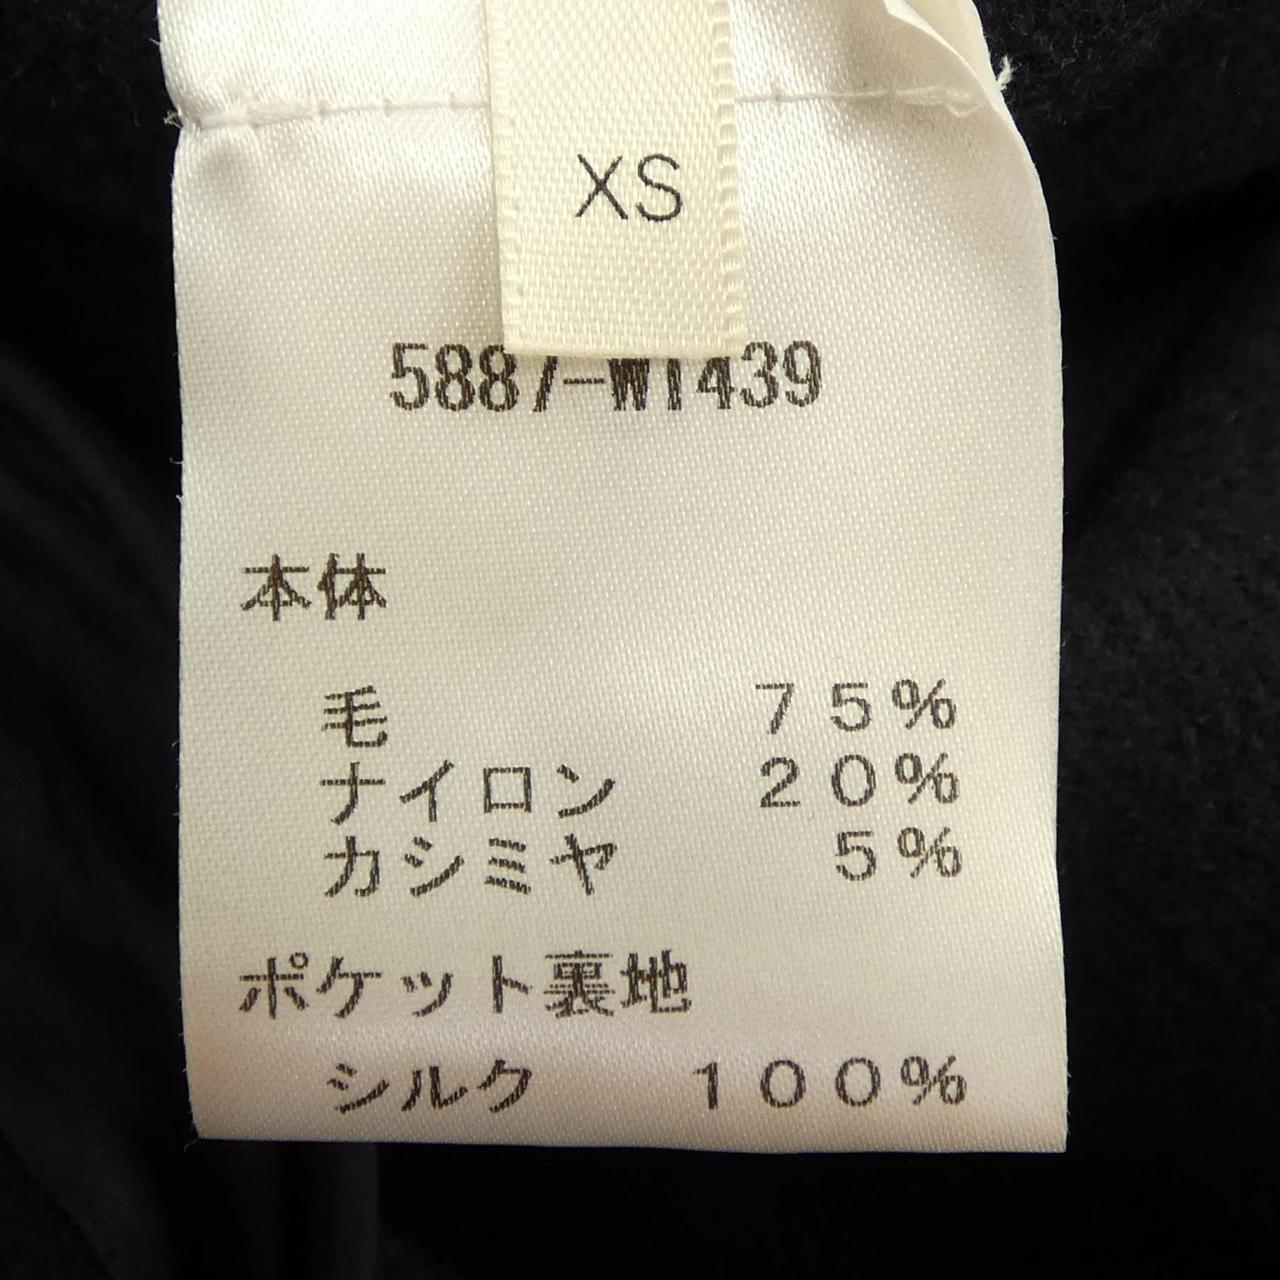 XS
5887-W1439
本体
毛 75%
ナイロン 20%
カシミヤ 5%
ポケット裏地
シルク 100%